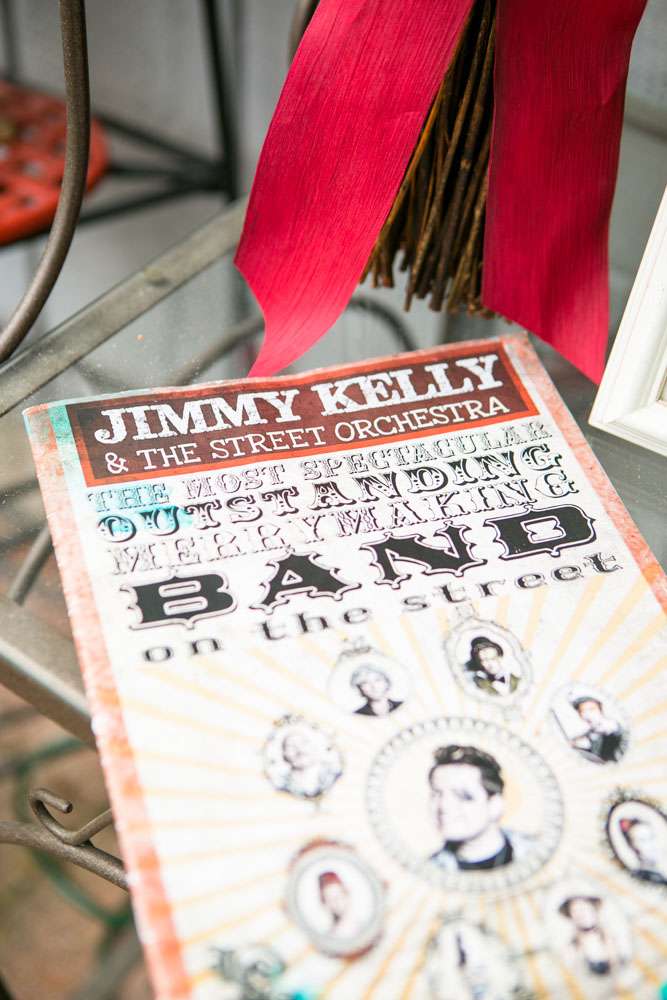 JIMMY KELLY
& THE STREET ORCHESTRA
THE MOST SPECTACULAR
OUTSTANDING
MERRYMAKING
BAND
on the street